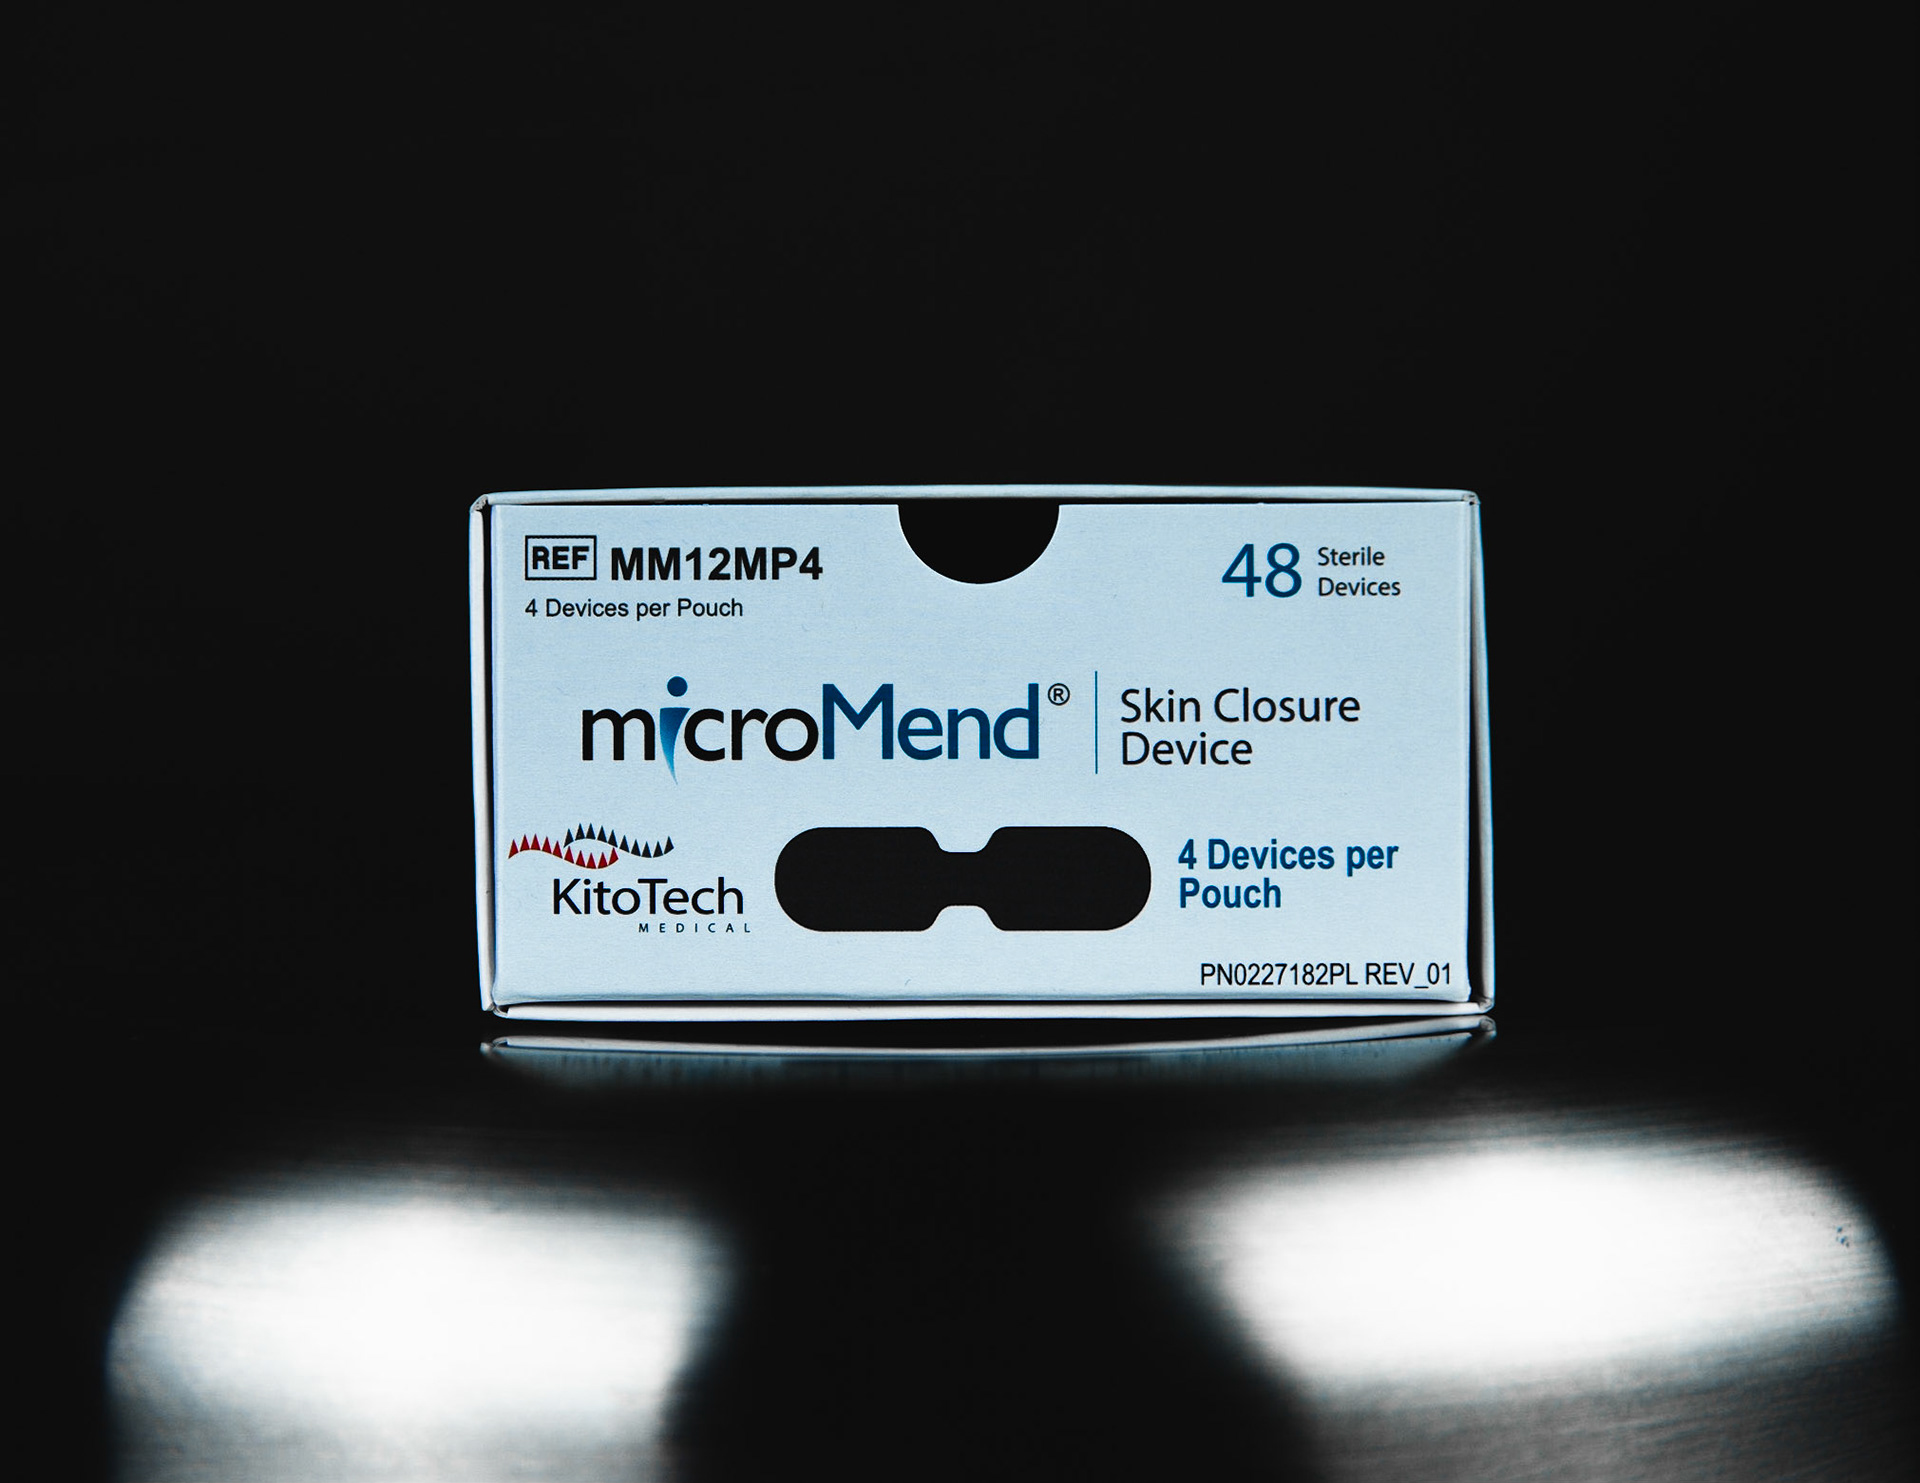 REF MM12MP4
4 Devices per Pouch
48 Sterile
Devices
microMend®
Skin Closure
Device
KitoTech
MEDICAL
4 Devices per
Pouch
PN0227182PL REV_01